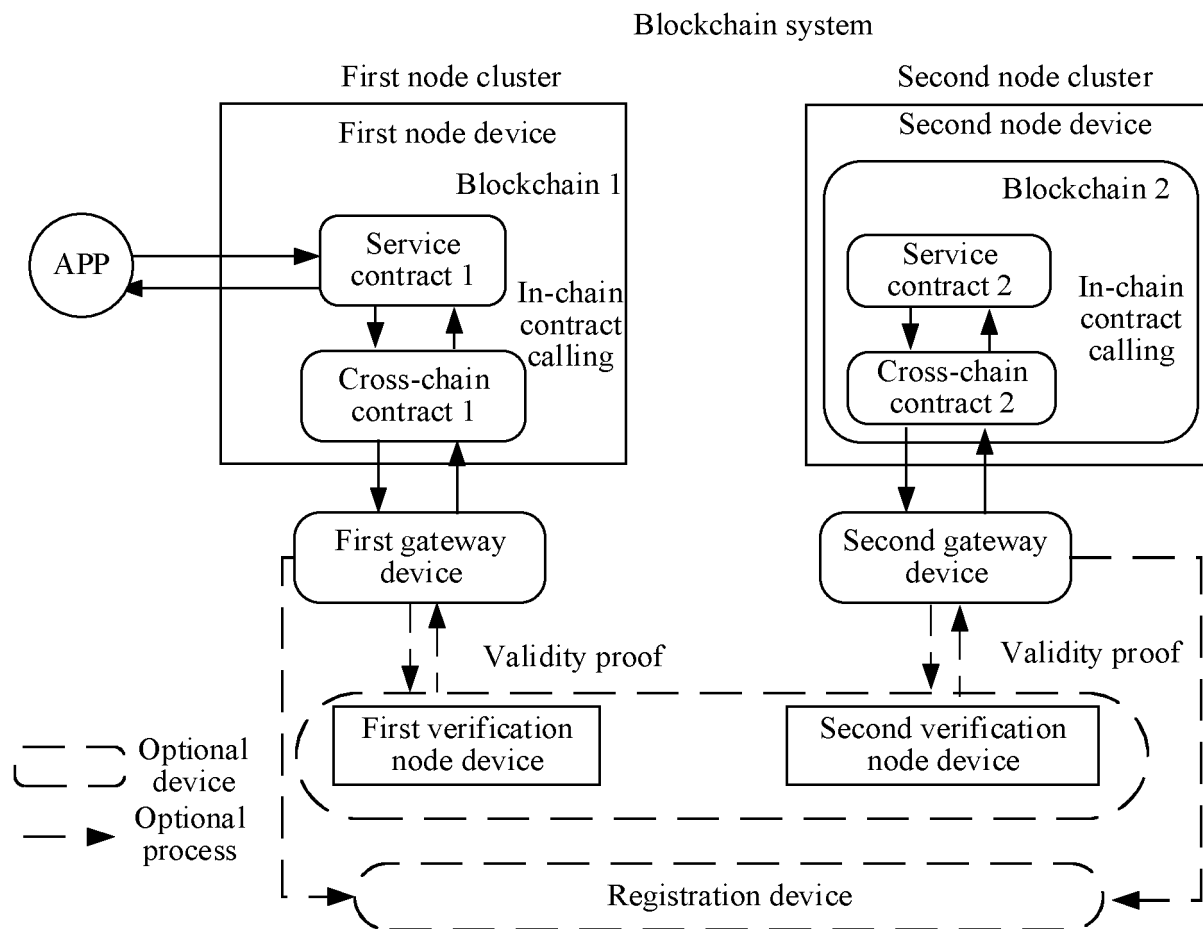 Blockchain system
First node cluster
Second node cluster
First node device
Second node device
Blockchain 1
Blockchain 2
APP
Service
contract 1
Service
contract 2
In-chain
contract
calling
In-chain
contract
calling
Cross-chain
contract 1
Cross-chain
contract 2
First gateway
device
Second gateway
device
Validity proof
Validity proof
First verification
node device
Second verification
node device
Optional
device
Optional
process
Registration device